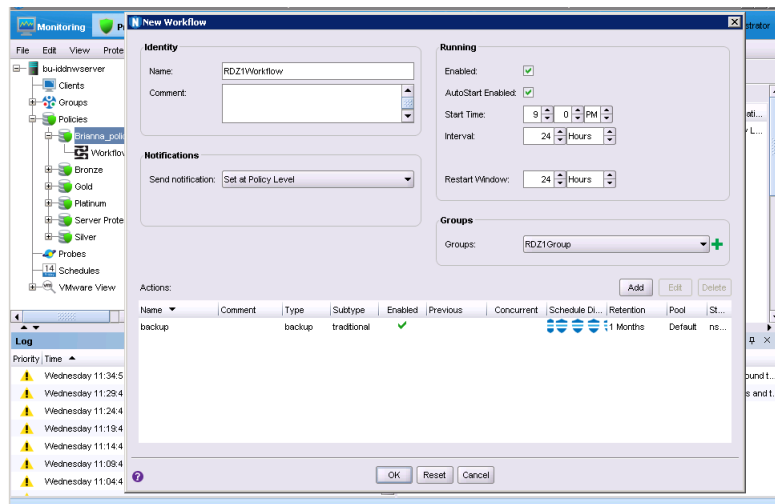 Monitoring
New Workflow
strator
File Edit View Prote
bu-iddnwserver
Clients
Groups
Policies
Brianna_polic
Workflov
Bronze
Gold
Platinum
Server Prote
Silver
Probes
14 Schedules
VMware View
Identity
Name: RDZ1Workflow
Comment:
Notifications
Send notification: Set at Policy Level
Running
Enabled:
AutoStart Enabled:
Start Time: 9 0 PM
Interval: 24 Hours
Restart Window: 24 Hours
Groups
Groups: RDZ1Group
Actions:
Add Edit Delete
Name Comment Type Subtype Enabled Previous Concurrent Schedule Di... Retention Pool St...
backup backup traditional 1 Months Default ns...
OK Reset Cancel
Log
Priority Time
Wednesday 11:34:5
Wednesday 11:29:4
Wednesday 11:24:4
Wednesday 11:19:4
Wednesday 11:14:4
Wednesday 11:09:4
Wednesday 11:04:4
ound t...
s and t...